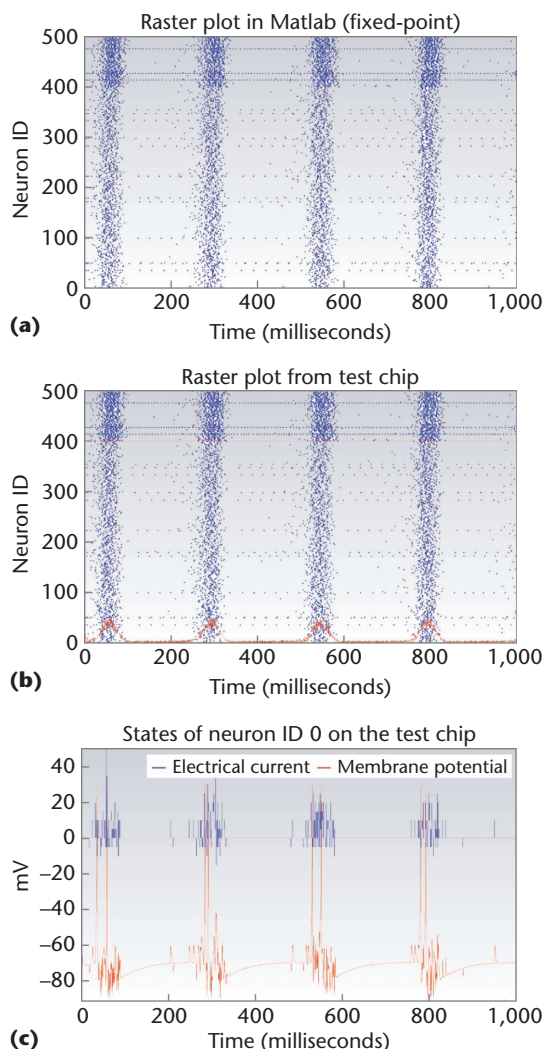 Raster plot in Matlab (fixed-point)
500
400
300
200
100
0
Neuron ID
0 200 400 600 800 1,000
(a) Time (milliseconds)
Raster plot from test chip
500
400
300
200
100
0
Neuron ID
0 200 400 600 800 1,000
(b) Time (milliseconds)
States of neuron ID 0 on the test chip
Electrical current Membrane potential
40
20
0
–20
–40
–60
–80
mV
0 200 400 600 800 1,000
(c) Time (milliseconds)